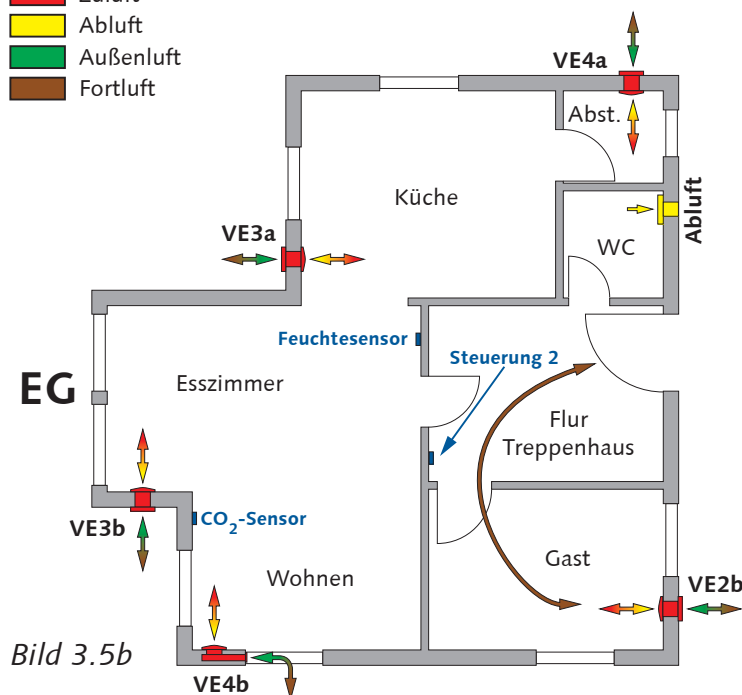 Abluft
Außenluft
Fortluft
VE4a
Abst.
Küche
Abluft
VE3a
WC
Feuchtesensor
Steuerung 2
EG
Esszimmer
Flur
Treppenhaus
VE3b
CO₂-Sensor
Gast
Wohnen
VE2b
Bild 3.5b
VE4b